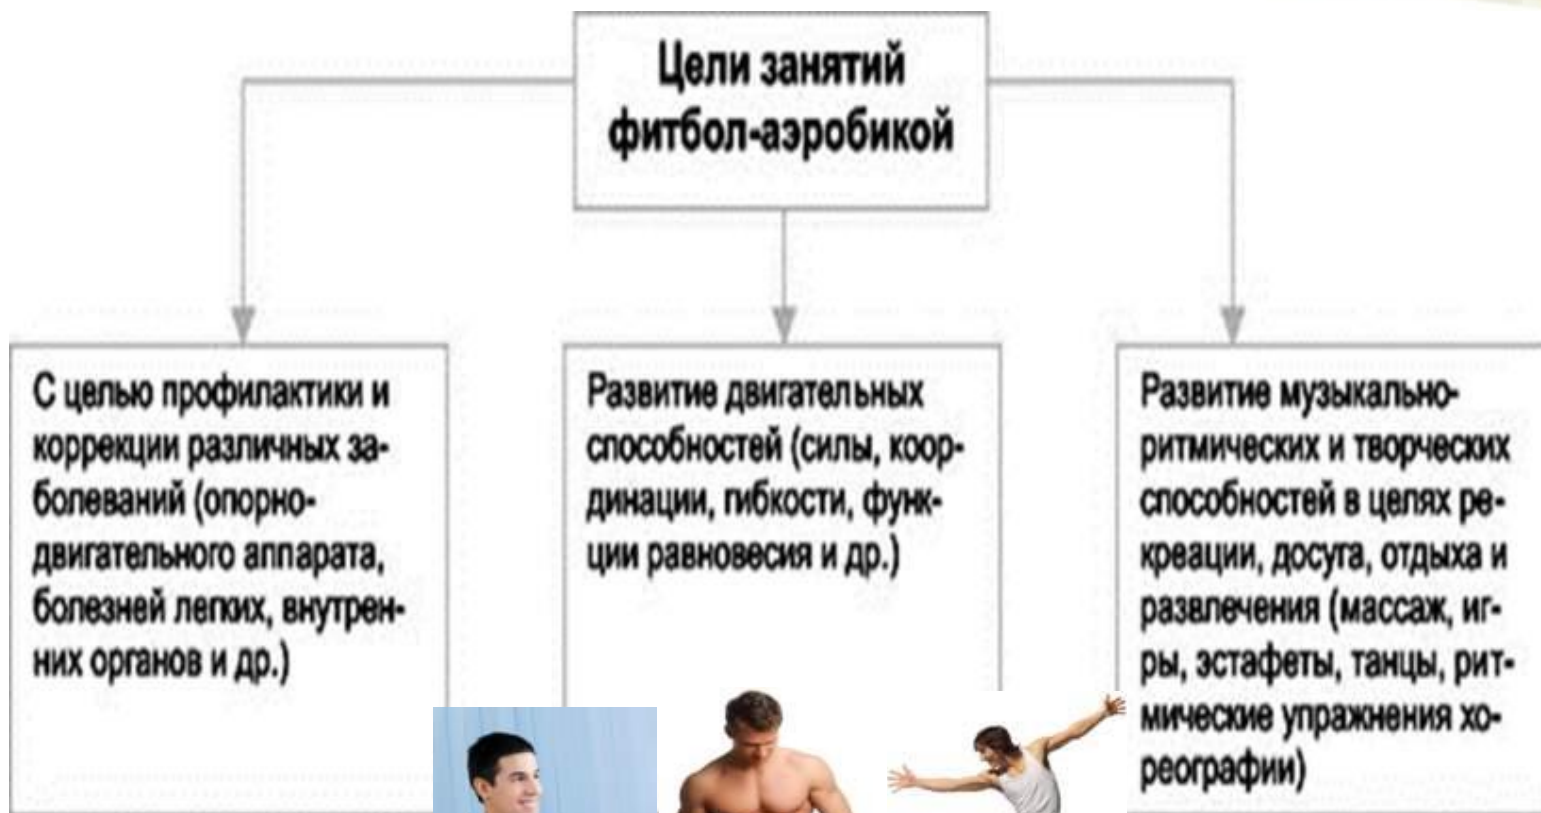 Цели занятий
фитбол-аэробикой
С целью профилактики и
коррекции различных за-
болеваний (опорно-
двигательного аппарата,
болезней легких, внутрен-
них органов и др.)
Развитие двигательных
способностей (силы, коор-
динации, гибкости, функ-
ции равновесия и др.)
Развитие музыкально-
ритмических и творческих
способностей в целях ре-
креации, досуга, отдыха и
развлечения (массаж, иг-
ры, эстафеты, танцы, рит-
мические упражнения хо-
реографии)